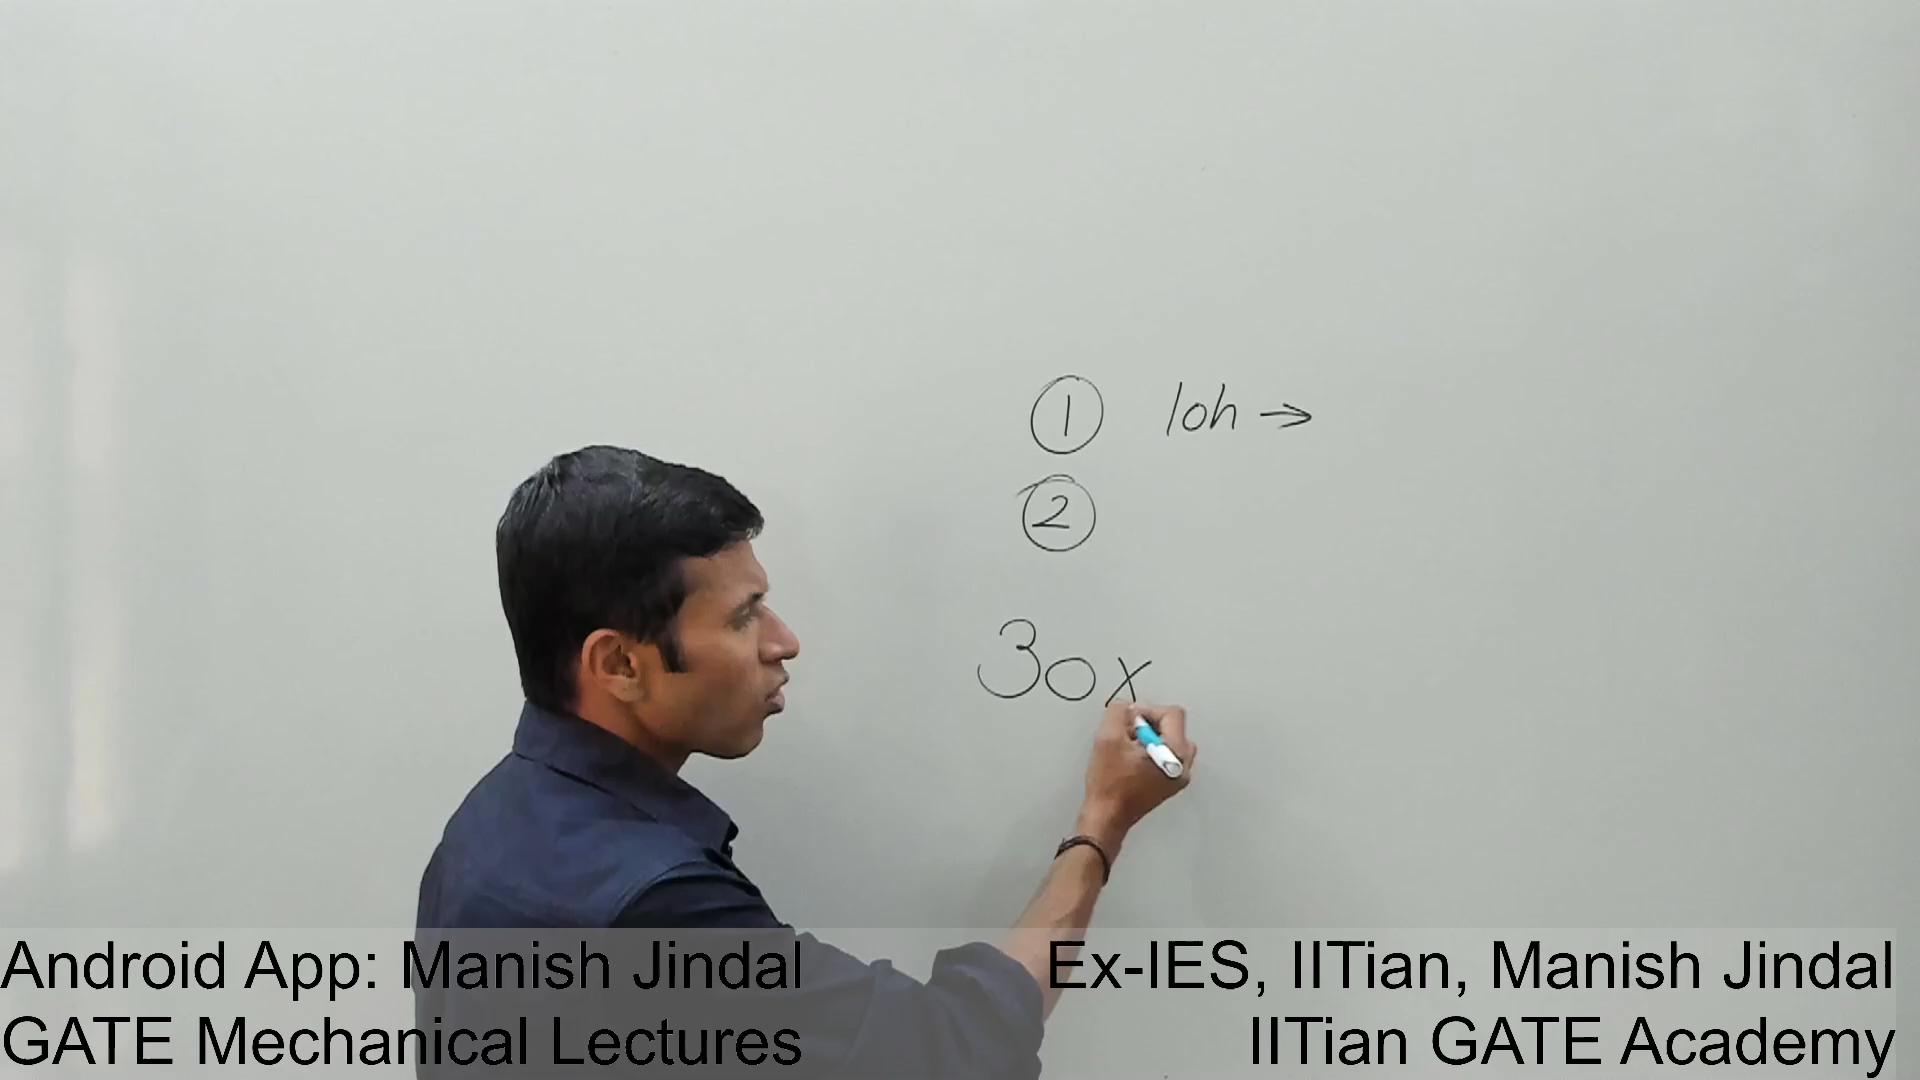 ① 10h →
②
30x
Android App: Manish Jindal
GATE Mechanical Lectures
Ex-IES, IITian, Manish Jindal
IITian GATE Academy